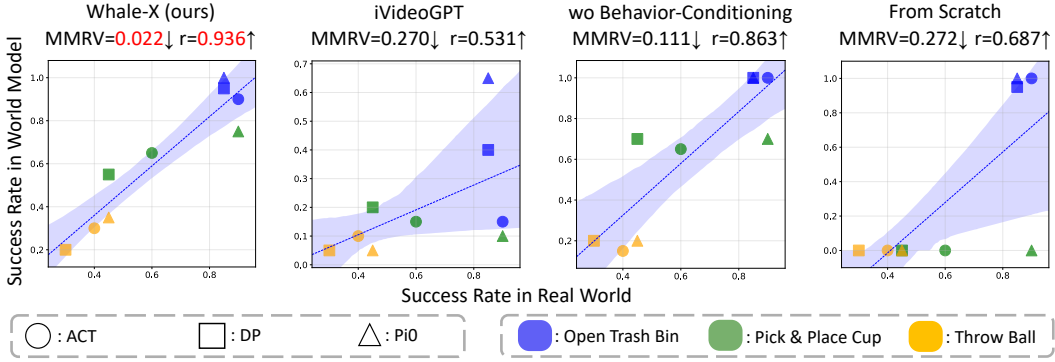 Whale-X (ours)
MMRV=0.022↓ r=0.936↑
iVideoGPT
MMRV=0.270↓ r=0.531↑
wo Behavior-Conditioning
MMRV=0.111↓ r=0.863↑
From Scratch
MMRV=0.272↓ r=0.687↑
Success Rate in World Model
1.0
0.8
0.6
0.4
0.2
0.4 0.6 0.8
0.7
0.6
0.5
0.4
0.3
0.2
0.1
0.0
0.4 0.6 0.8
1.0
0.8
0.6
0.4
0.2
0.4 0.6 0.8
1.0
0.8
0.6
0.4
0.2
0.0
0.4 0.6 0.8
Success Rate in Real World
: ACT : DP : Pi0
: Open Trash Bin : Pick & Place Cup : Throw Ball